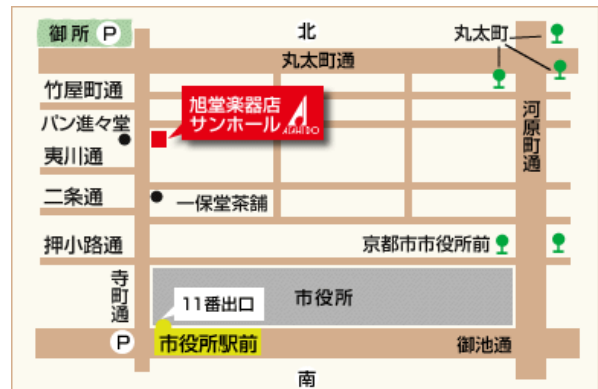 御所 P
北
丸太町
丸太町通
竹屋町通
旭堂楽器店
サンホール
ASAHIDO
パン進々堂
夷川通
河原町通
二条通
一保堂茶舗
押小路通
京都市市役所前
寺町通
11番出口
市役所
P
市役所駅前
御池通
南